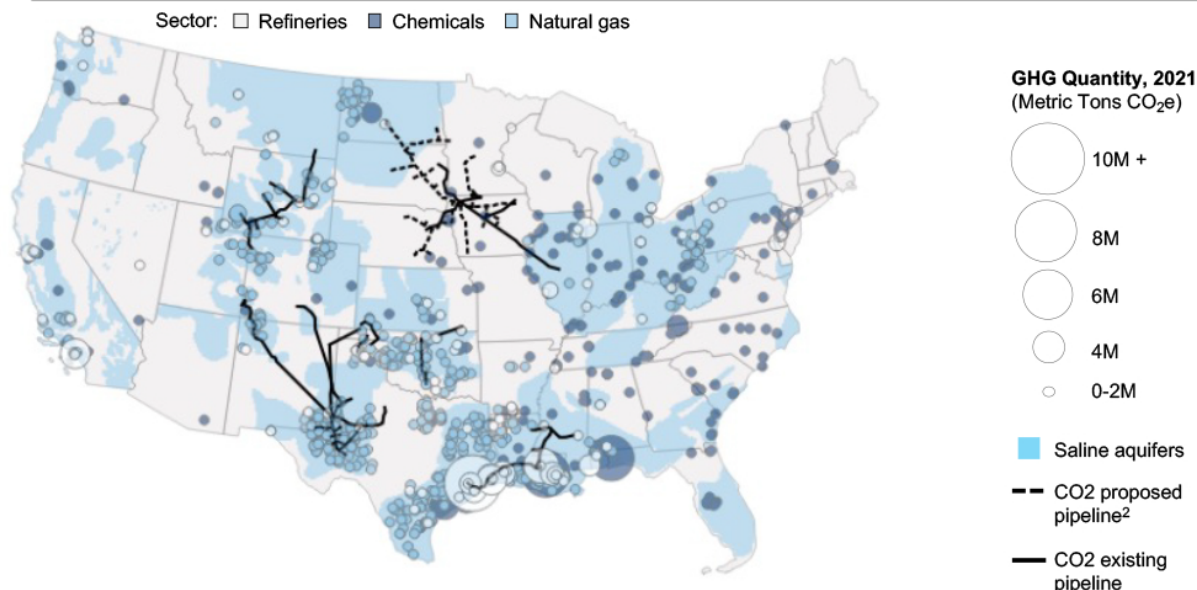 Sector: Refineries Chemicals Natural gas
GHG Quantity, 2021
(Metric Tons CO₂e)
10M +
8M
6M
4M
0-2M
Saline aquifers
CO2 proposed
pipeline²
CO2 existing
pipeline